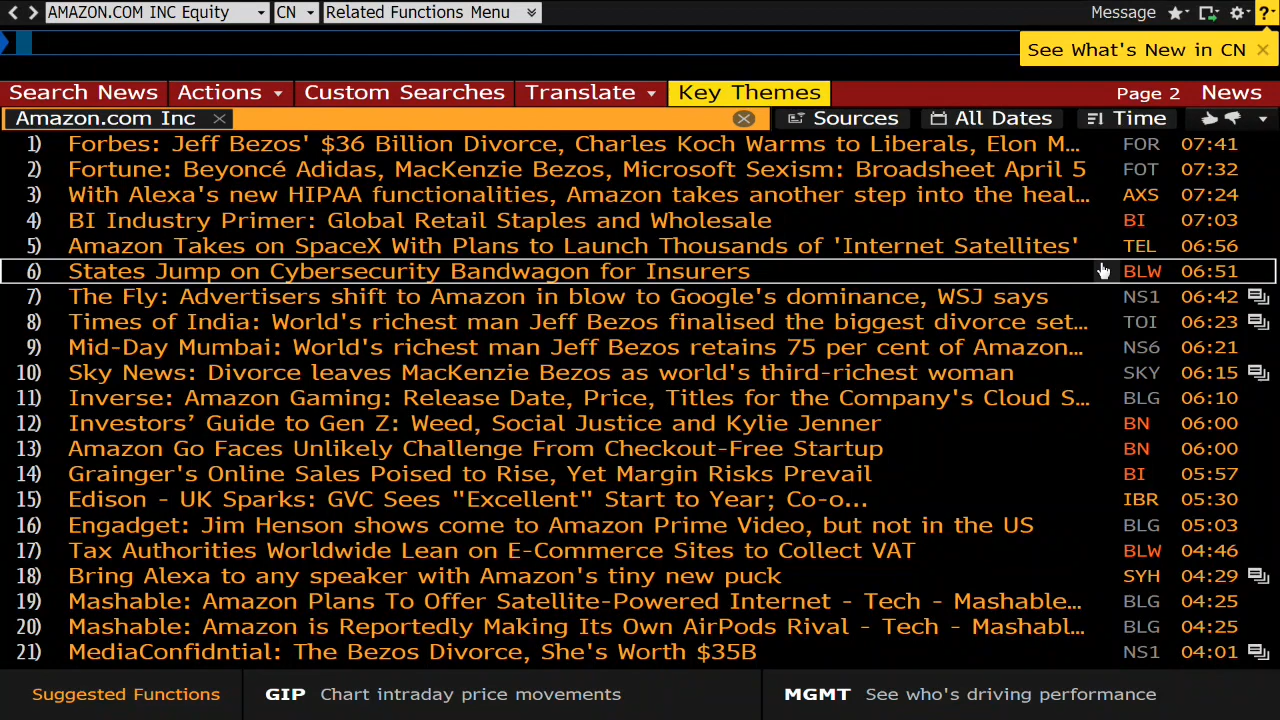 AMAZON.COM INC Equity CN Related Functions Menu Message ?
See What's New in CN
Search News Actions Custom Searches Translate Key Themes Page 2 News
Amazon.com Inc Sources All Dates Time
1) Forbes: Jeff Bezos' $36 Billion Divorce, Charles Koch Warms to Liberals, Elon M... FOR 07:41
2) Fortune: Beyoncé Adidas, MacKenzie Bezos, Microsoft Sexism: Broadsheet April 5 FOT 07:32
3) With Alexa's new HIPAA functionalities, Amazon takes another step into the heal... AXS 07:24
4) BI Industry Primer: Global Retail Staples and Wholesale BI 07:03
5) Amazon Takes on SpaceX With Plans to Launch Thousands of 'Internet Satellites' TEL 06:56
6) States Jump on Cybersecurity Bandwagon for Insurers BLW 06:51
7) The Fly: Advertisers shift to Amazon in blow to Google's dominance, WSJ says NS1 06:42
8) Times of India: World's richest man Jeff Bezos finalised the biggest divorce set... TOI 06:23
9) Mid-Day Mumbai: World's richest man Jeff Bezos retains 75 per cent of Amazon... NS6 06:21
10) Sky News: Divorce leaves MacKenzie Bezos as world's third-richest woman SKY 06:15
11) Inverse: Amazon Gaming: Release Date, Price, Titles for the Company's Cloud S... BLG 06:10
12) Investors’ Guide to Gen Z: Weed, Social Justice and Kylie Jenner BN 06:00
13) Amazon Go Faces Unlikely Challenge From Checkout-Free Startup BN 06:00
14) Grainger's Online Sales Poised to Rise, Yet Margin Risks Prevail BI 05:57
15) Edison - UK Sparks: GVC Sees "Excellent" Start to Year; Co-o... IBR 05:30
16) Engadget: Jim Henson shows come to Amazon Prime Video, but not in the US BLG 05:03
17) Tax Authorities Worldwide Lean on E-Commerce Sites to Collect VAT BLW 04:46
18) Bring Alexa to any speaker with Amazon's tiny new puck SYH 04:29
19) Mashable: Amazon Plans To Offer Satellite-Powered Internet - Tech - Mashable... BLG 04:25
20) Mashable: Amazon is Reportedly Making Its Own AirPods Rival - Tech - Mashabl... BLG 04:25
21) MediaConfidntial: The Bezos Divorce, She's Worth $35B NS1 04:01
Suggested Functions GIP Chart intraday price movements MGMT See who's driving performance